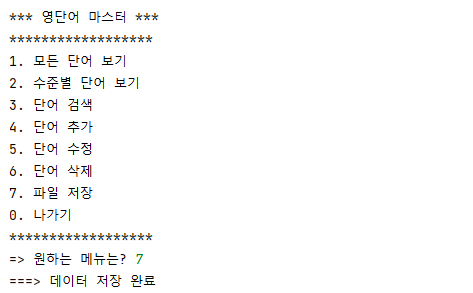 *** 영단어 마스터 ***
******************
1. 모든 단어 보기
2. 수준별 단어 보기
3. 단어 검색
4. 단어 추가
5. 단어 수정
6. 단어 삭제
7. 파일 저장
0. 나가기
******************
=> 원하는 메뉴는? 7
===> 데이터 저장 완료